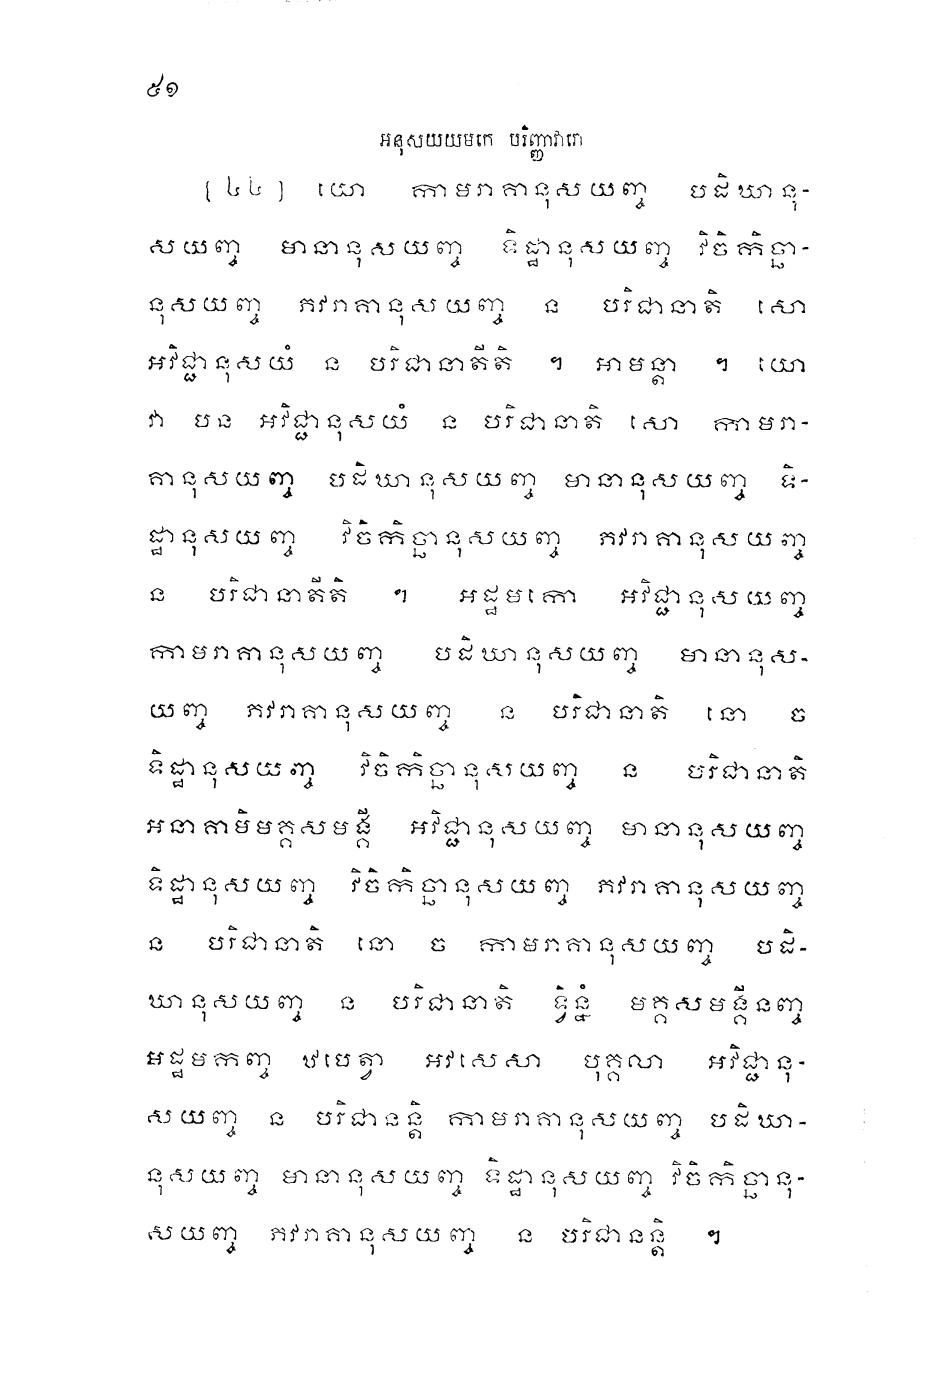 ៥១
អនុសយយមកេ បរិញ្ញាវារោ
[៤៤] យោ កាមរាគានុសយញ្ច បដិឃានុ-
សយញ្ច មានានុសយញ្ច ទិដ្ឋានុសយញ្ច វិចិកិច្ឆា-
នុសយញ្ច ភវរាគានុសយញ្ច ន បរិជានាតិ សោ
អវិជ្ជានុសយំ ន បរិជានាតីតិ ។ អាមន្តា ។ យោ
វា បន អវិជ្ជានុសយំ ន បរិជានាតិ សោ កាមរា-
គានុសយញ្ច បដិឃានុសយញ្ច មានានុសយញ្ច ទិ-
ដ្ឋានុសយញ្ច វិចិកិច្ឆានុសយញ្ច ភវរាគានុសយញ្ច
ន បរិជានាតីតិ ។ អដ្ឋមកោ អវិជ្ជានុសយញ្ច
កាមរាគានុសយញ្ច បដិឃានុសយញ្ច មានានុស-
យញ្ច ភវរាគានុសយញ្ច ន បរិជានាតិ នោ ច
ទិដ្ឋានុសយញ្ច វិចិកិច្ឆានុសយញ្ច ន បរិជានាតិ
អនាគាមិមគ្គសមង្គី អវិជ្ជានុសយញ្ច មានានុសយញ្ច
ទិដ្ឋានុសយញ្ច វិចិកិច្ឆានុសយញ្ច ភវរាគានុសយញ្ច
ន បរិជានាតិ នោ ច កាមរាគានុសយញ្ច បដិ-
ឃានុសយញ្ច ន បរិជានាតិ ទ្វិន្នំ មគ្គសមង្គីនញ្ច
អដ្ឋមកញ្ច ឋបេត្វា អវសេសា បុគ្គលា អវិជ្ជានុ-
សយញ្ច ន បរិជានន្តិ កាមរាគានុសយញ្ច បដិឃា-
នុសយញ្ច មានានុសយញ្ច ទិដ្ឋានុសយញ្ច វិចិកិច្ឆានុ-
សយញ្ច ភវរាគានុសយញ្ច ន បរិជានន្តិ ។